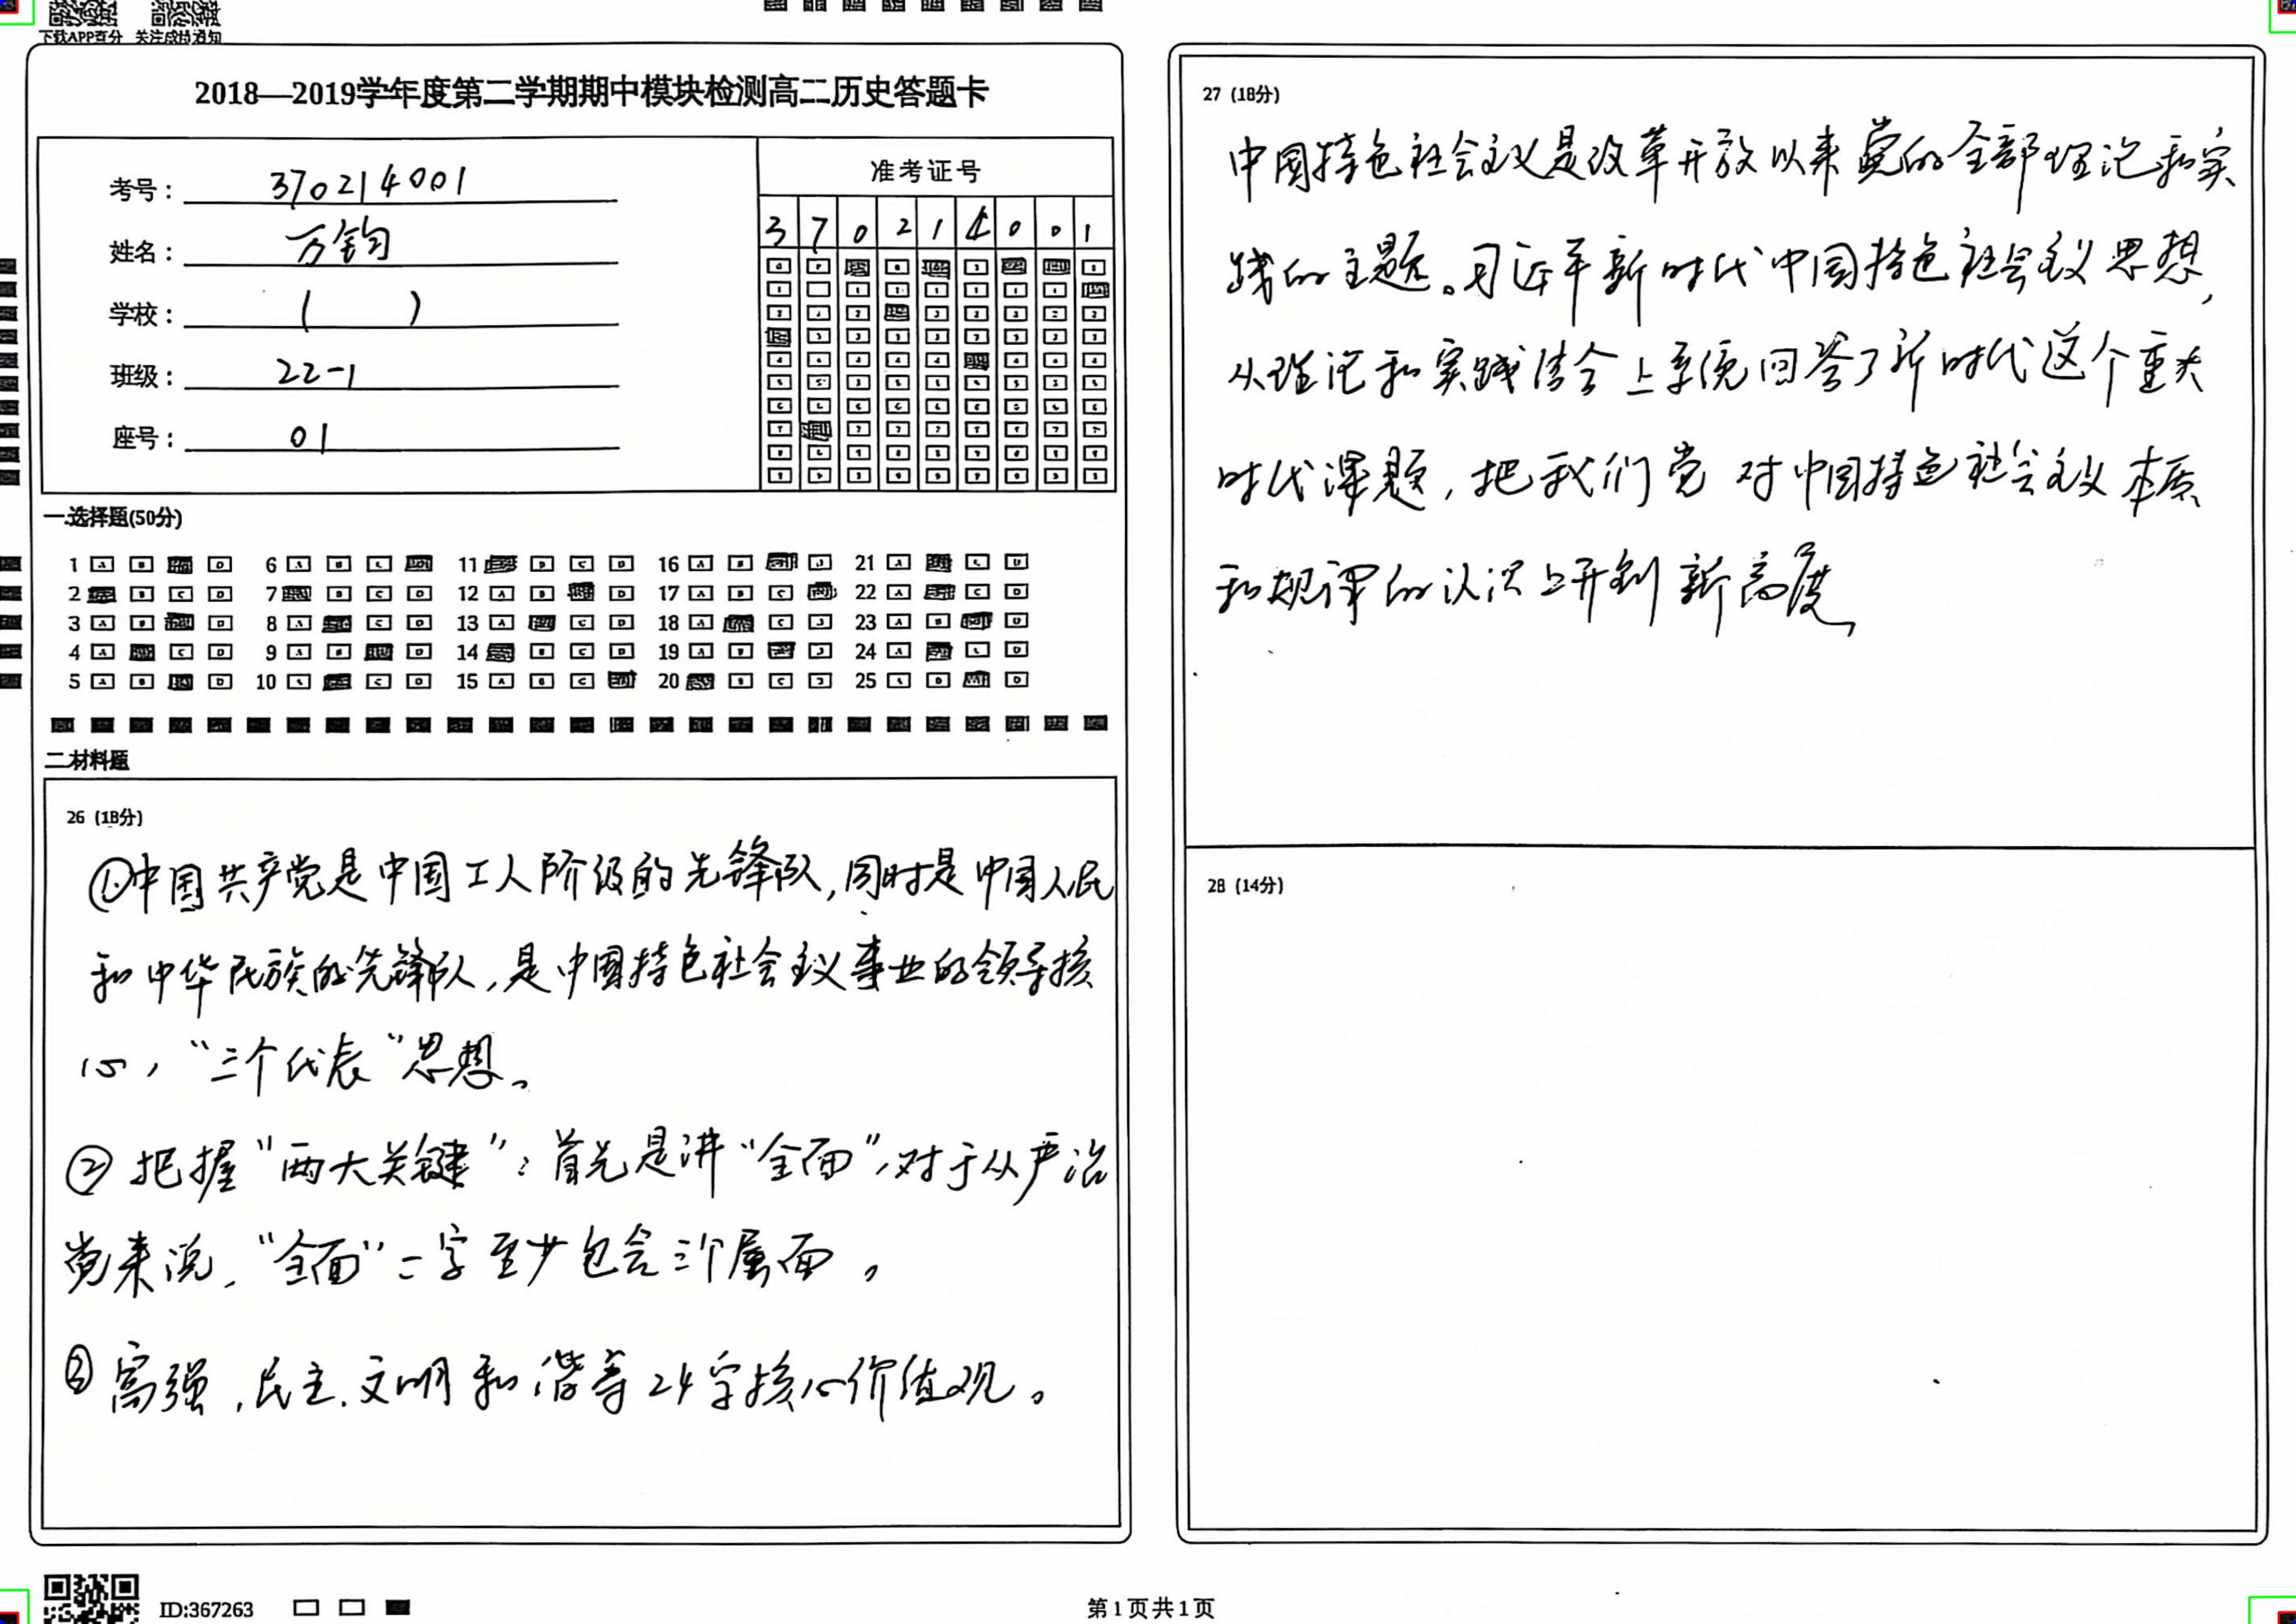 下载APP查分 关注成绩通知
2018—2019学年度第二学期期中模块检测高二历史答题卡
考号： 370214001
姓名： 万钧
学校： ( )
班级： 22-1
座号： 01
准考证号
3 7 0 2 1 4 0 0 1
一.选择题(50分)
1 A B D 6 A B C 11 B C D 16 A B D 21 A C D
2 B C D 7 B C D 12 A B D 17 A B C 22 A C D
3 A B D 8 A C D 13 A C D 18 A C D 23 A B D
4 A C D 9 A B D 14 B C D 19 A B D 24 A C D
5 A B D 10 A C D 15 A B C 20 B C D 25 A B D
二.材料题
26 (18分)
①中国共产党是中国工人阶级的先锋队,同时是中国人民
和中华民族的先锋队,是中国特色社会主义事业的领导核
心,“三个代表”思想。
②把握“两大关键”:首先是讲“全面”,对于从严治
党来说,“全面”二字至少包含三个层面。
③富强,民主.文明和谐等24字核心价值观。
27 (18分)
中国特色社会主义是改革开放以来党的全部理论和实
践的主题。习近平新时代中国特色社会主义思想,
从理论和实践结合上系统回答了新时代这个重大
时代课题,把我们党对中国特色社会主义本质
和规律的认识上升到新高度
28 (14分)
ID:367263
第1页共1页